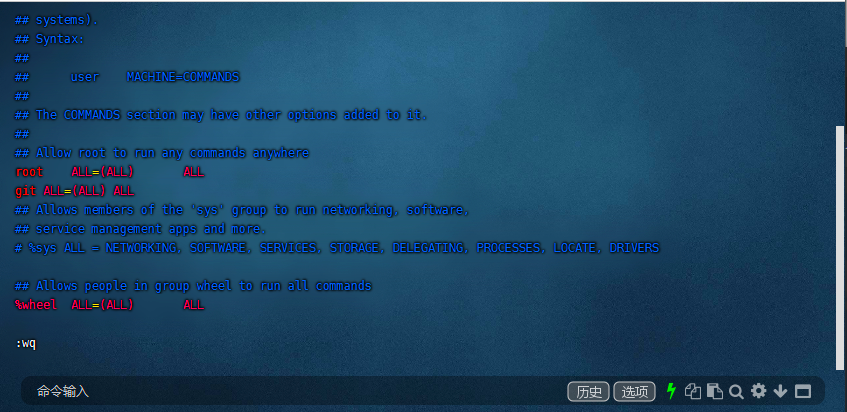 ## systems).
## Syntax:
##
##      user    MACHINE=COMMANDS
##
## The COMMANDS section may have other options added to it.
##
## Allow root to run any commands anywhere
root    ALL=(ALL)       ALL
git ALL=(ALL) ALL
## Allows members of the 'sys' group to run networking, software,
## service management apps and more.
# %sys ALL = NETWORKING, SOFTWARE, SERVICES, STORAGE, DELEGATING, PROCESSES, LOCATE, DRIVERS
## Allows people in group wheel to run all commands
%wheel  ALL=(ALL)       ALL
:wq
命令输入 历史 选项